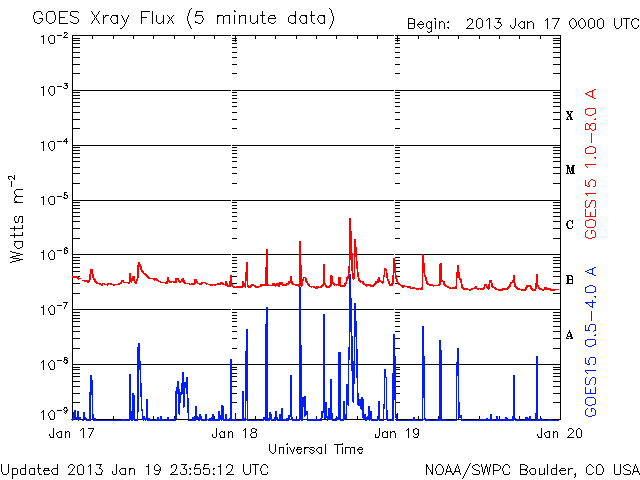 GOES Xray Flux (5 minute data)
Begin: 2013 Jan 17 0000 UTC
10⁻²
10⁻³
10⁻⁴
10⁻⁵
10⁻⁶
10⁻⁷
10⁻⁸
10⁻⁹
Watts m⁻²
X
M
C
B
A
GOES15 1.0-8.0 A
GOES15 0.5-4.0 A
Jan 17 Jan 18 Jan 19 Jan 20
Universal Time
Updated 2013 Jan 19 23:55:12 UTC
NOAA/SWPC Boulder, CO USA